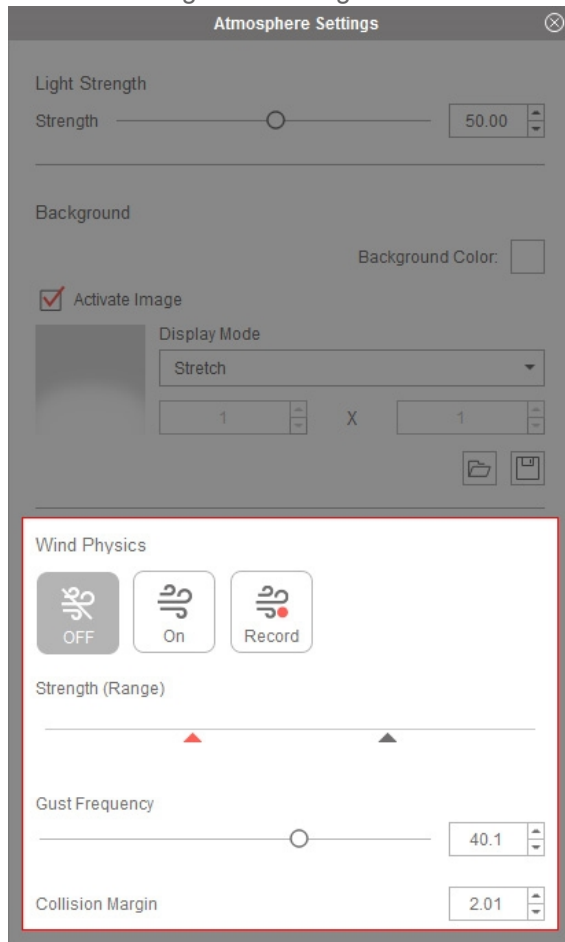 Atmosphere Settings
Light Strength
Strength 50.00
Background
Background Color:
Activate Image
Display Mode
Stretch
1 X 1
Wind Physics
OFF On Record
Strength (Range)
Gust Frequency
40.1
Collision Margin 2.01